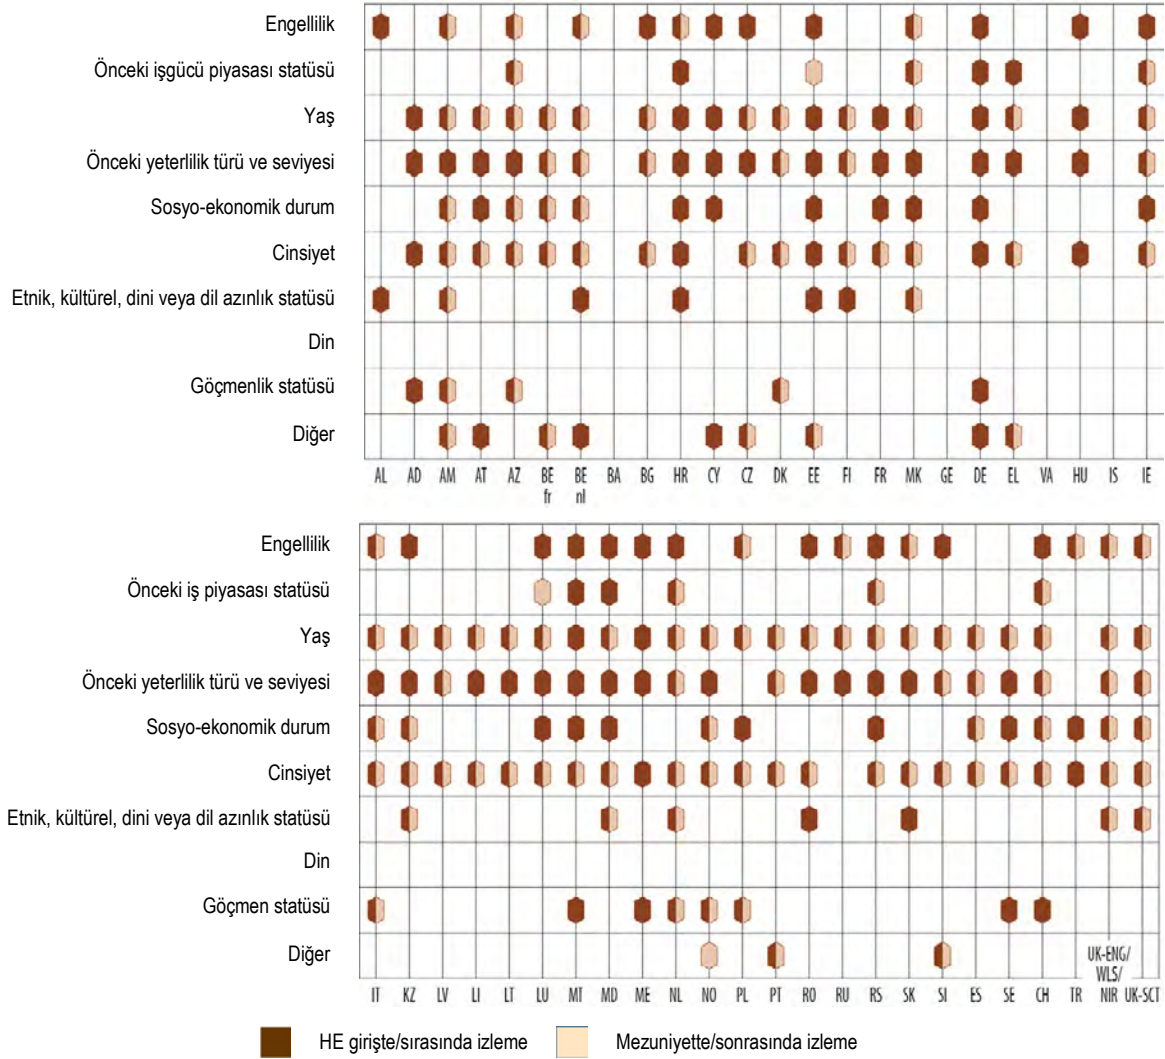 Engellilik
Önceki işgücü piyasası statüsü
Yaş
Önceki yeterlilik türü ve seviyesi
Sosyo-ekonomik durum
Cinsiyet
Etnik, kültürel, dini veya dil azınlık statüsü
Din
Göçmenlik statüsü
Diğer
AL AD AM AT AZ BE BE BA BG HR CY CZ DK EE FI FR MK GE DE EL VA HU IS IE
fr nl
Engellilik
Önceki iş piyasası statüsü
Yaş
Önceki yeterlilik türü ve seviyesi
Sosyo-ekonomik durum
Cinsiyet
Etnik, kültürel, dini veya dil azınlık statüsü
Din
Göçmen statüsü
Diğer
UK-ENG/
WLS/
IT KZ LV LI LT LU MT MD ME NL NO PL PT RO RU RS SK SI ES SE CH TR NIR UK-SCT
HE girişte/sırasında izleme Mezuniyette/sonrasında izleme